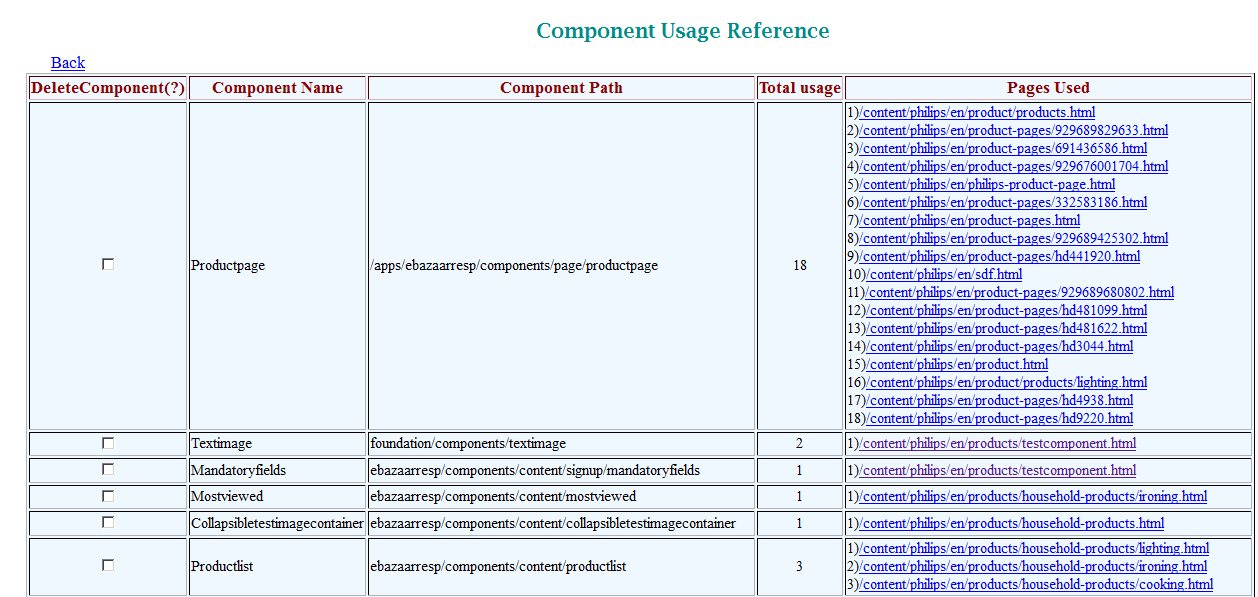 Component Usage Reference
Back
DeleteComponent(?) Component Name Component Path Total usage Pages Used
Productpage /apps/ebazaarresp/components/page/productpage 18
1)/content/philips/en/product/products.html
2)/content/philips/en/product-pages/929689829633.html
3)/content/philips/en/product-pages/691436586.html
4)/content/philips/en/product-pages/929676001704.html
5)/content/philips/en/philips-product-page.html
6)/content/philips/en/product-pages/332583186.html
7)/content/philips/en/product-pages.html
8)/content/philips/en/product-pages/929689425302.html
9)/content/philips/en/product-pages/hd441920.html
10)/content/philips/en/sdf.html
11)/content/philips/en/product-pages/929689680802.html
12)/content/philips/en/product-pages/hd481099.html
13)/content/philips/en/product-pages/hd481622.html
14)/content/philips/en/product-pages/hd3044.html
15)/content/philips/en/product.html
16)/content/philips/en/product/products/lighting.html
17)/content/philips/en/product-pages/hd4938.html
18)/content/philips/en/product-pages/hd9220.html
Textimage foundation/components/textimage 2 1)/content/philips/en/products/testcomponent.html
Mandatoryfields ebazaarresp/components/content/signup/mandatoryfields 1 1)/content/philips/en/products/testcomponent.html
Mostviewed ebazaarresp/components/content/mostviewed 1 1)/content/philips/en/products/household-products/ironing.html
Collapsibletestimagecontainer ebazaarresp/components/content/collapsibletestimagecontainer 1 1)/content/philips/en/products/household-products.html
Productlist ebazaarresp/components/content/productlist 3
1)/content/philips/en/products/household-products/lighting.html
2)/content/philips/en/products/household-products/ironing.html
3)/content/philips/en/products/household-products/cooking.html